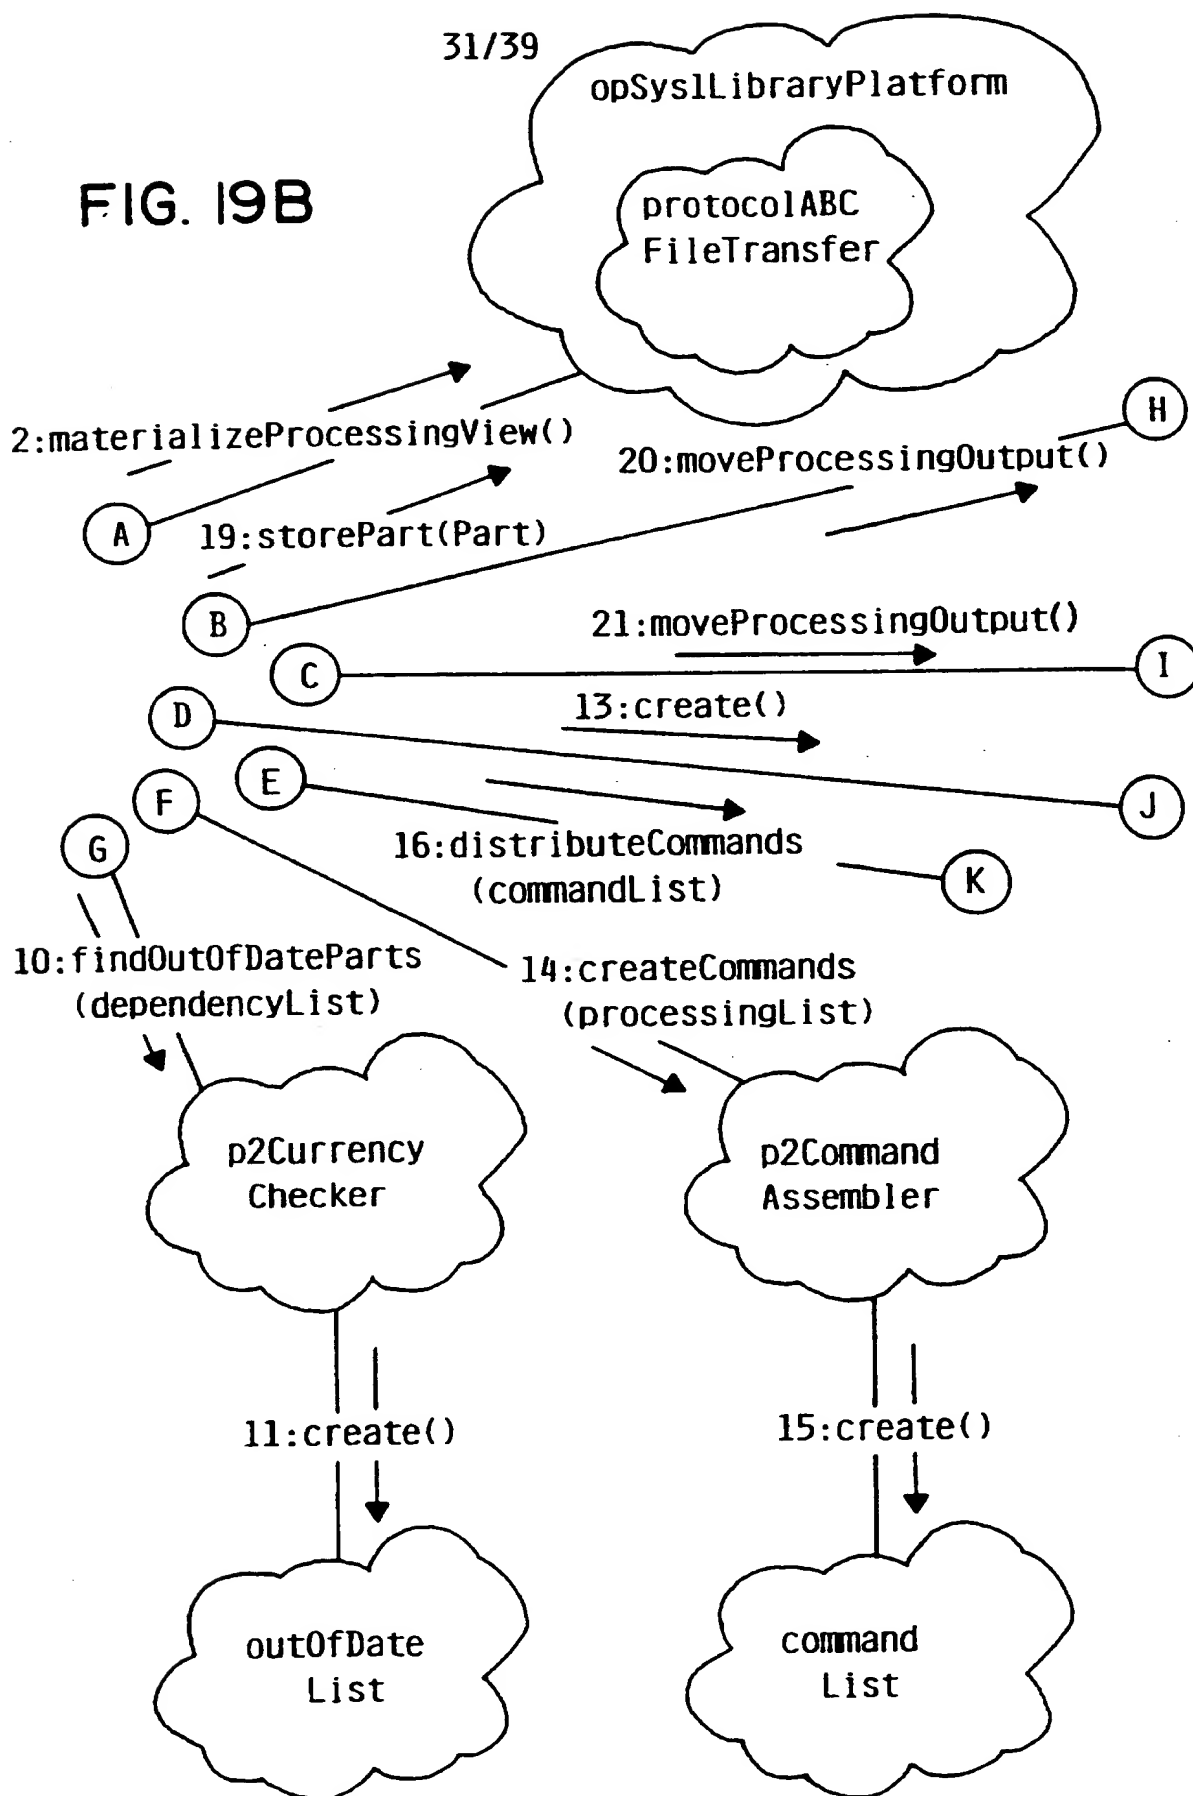 31/39
opSys1LibraryPlatform
FIG. 19B
protocolABC
FileTransfer
H
2:materializeProcessingView()
20:moveProcessingOutput()
A
19:storePart(Part)
B
21:moveProcessingOutput()
C
I
D
13:create()
E
F
J
G
16:distributeCommands
(commandList)
K
10:findOutOfDateParts
(dependencyList)
14:createCommands
(processingList)
p2Currency
Checker
p2Command
Assembler
11:create()
15:create()
outOfDate
List
command
List